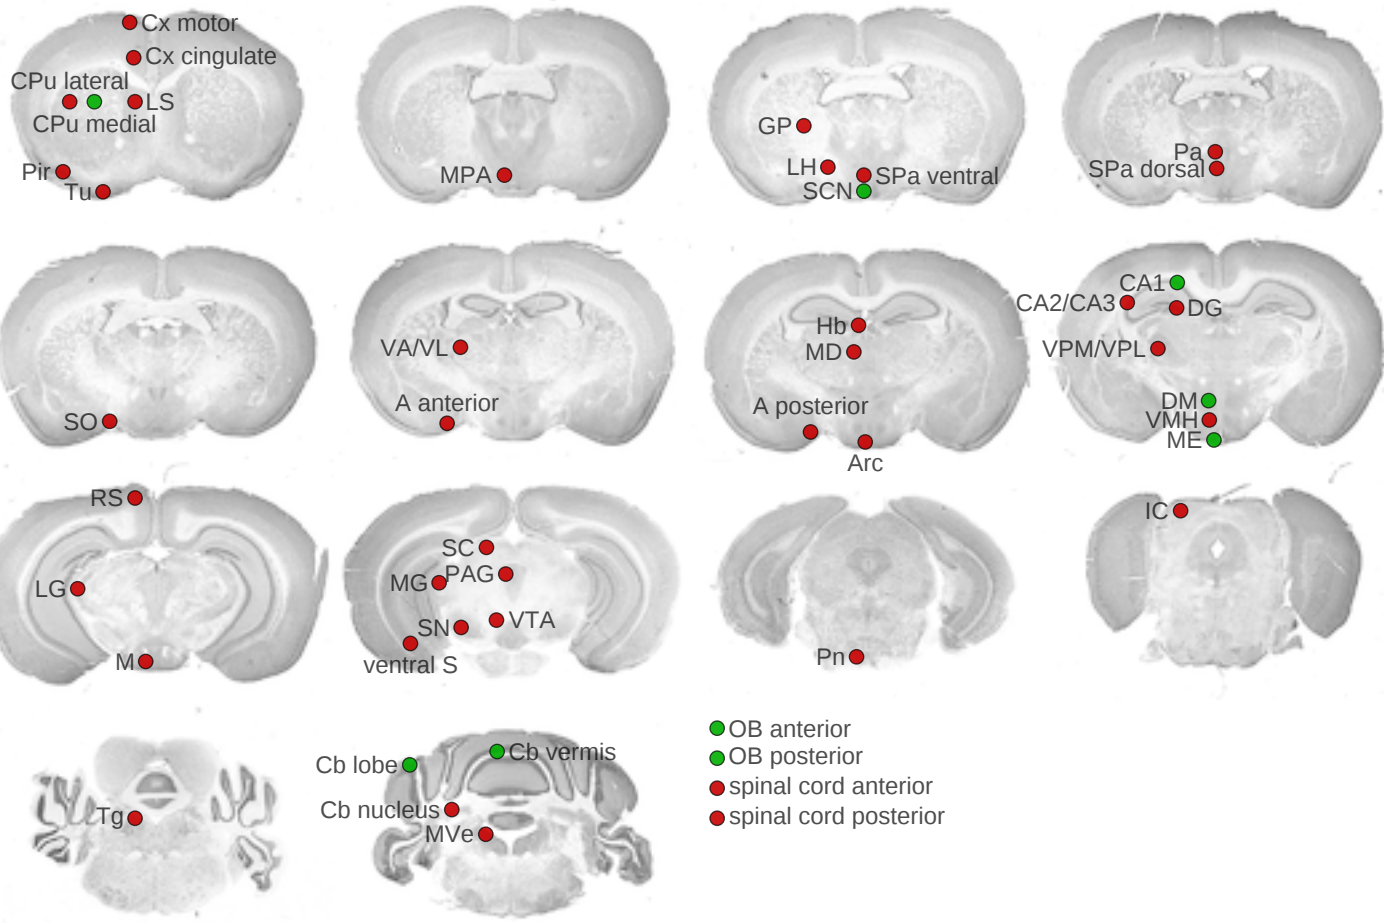 Cx motor
Cx cingulate
CPu lateral
LS
CPu medial
Pir
Tu
MPA
GP
LH
SPa ventral
SCN
Pa
SPa dorsal
SO
VA/VL
A anterior
Hb
MD
A posterior
Arc
CA1
CA2/CA3
DG
VPM/VPL
DM
VMH
ME
RS
LG
M
SC
MG
PAG
SN
VTA
ventral S
Pn
IC
Tg
Cb lobe
Cb vermis
Cb nucleus
MVe
OB anterior
OB posterior
spinal cord anterior
spinal cord posterior